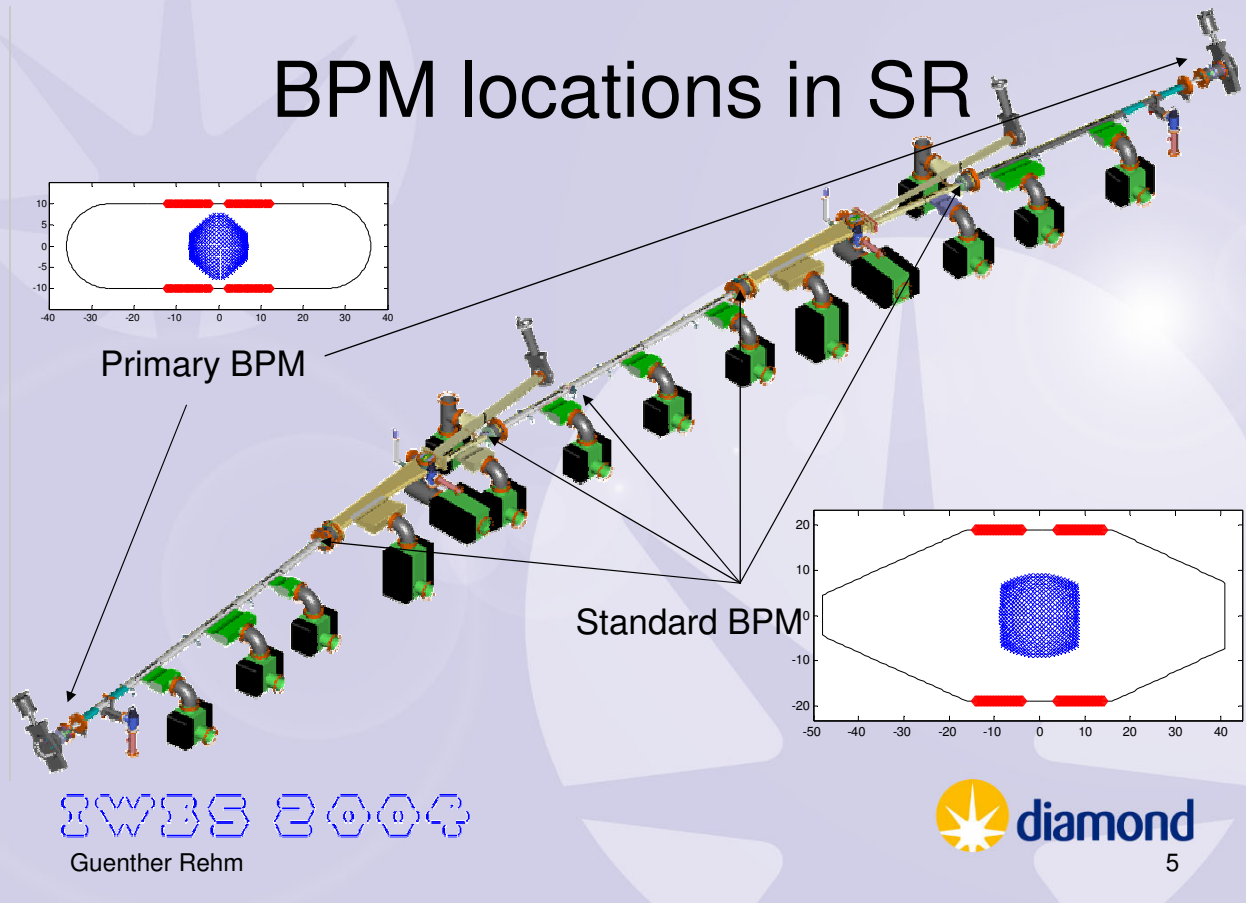 BPM locations in SR
10
5
0
-5
-10
-40 -30 -20 -10 0 10 20 30 40
Primary BPM
20
10
0
-10
-20
-50 -40 -30 -20 -10 0 10 20 30 40
Standard BPM
IWBS 2004
diamond
Guenther Rehm
5